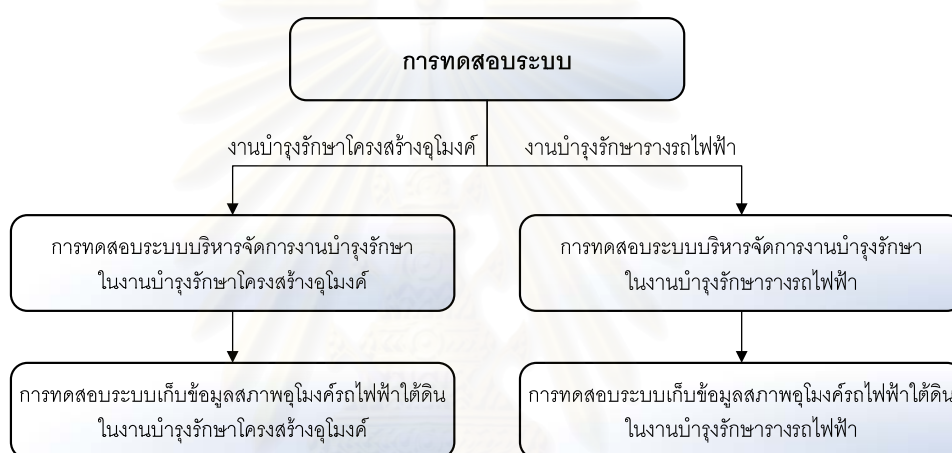 การทดสอบระบบ
งานบำรุงรักษาโครงสร้างอุโมงค์
งานบำรุงรักษารางรถไฟฟ้า
การทดสอบระบบบริหารจัดการงานบำรุงรักษา
ในงานบำรุงรักษาโครงสร้างอุโมงค์
การทดสอบระบบบริหารจัดการงานบำรุงรักษา
ในงานบำรุงรักษารางรถไฟฟ้า
การทดสอบระบบเก็บข้อมูลสภาพอุโมงค์รถไฟฟ้าใต้ดิน
ในงานบำรุงรักษาโครงสร้างอุโมงค์
การทดสอบระบบเก็บข้อมูลสภาพอุโมงค์รถไฟฟ้าใต้ดิน
ในงานบำรุงรักษารางรถไฟฟ้า